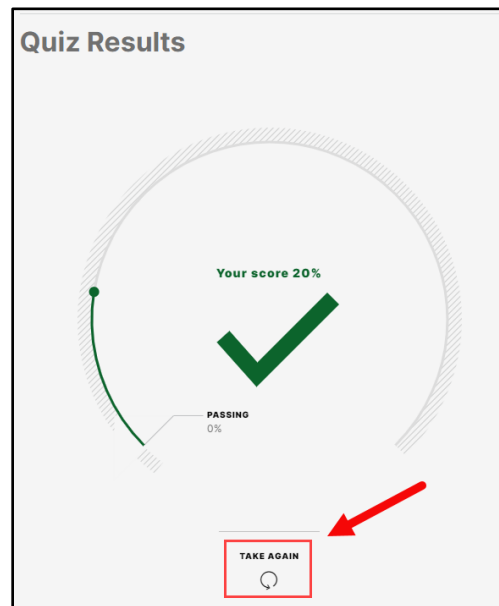 Quiz Results
Your score 20%
PASSING
0%
TAKE AGAIN